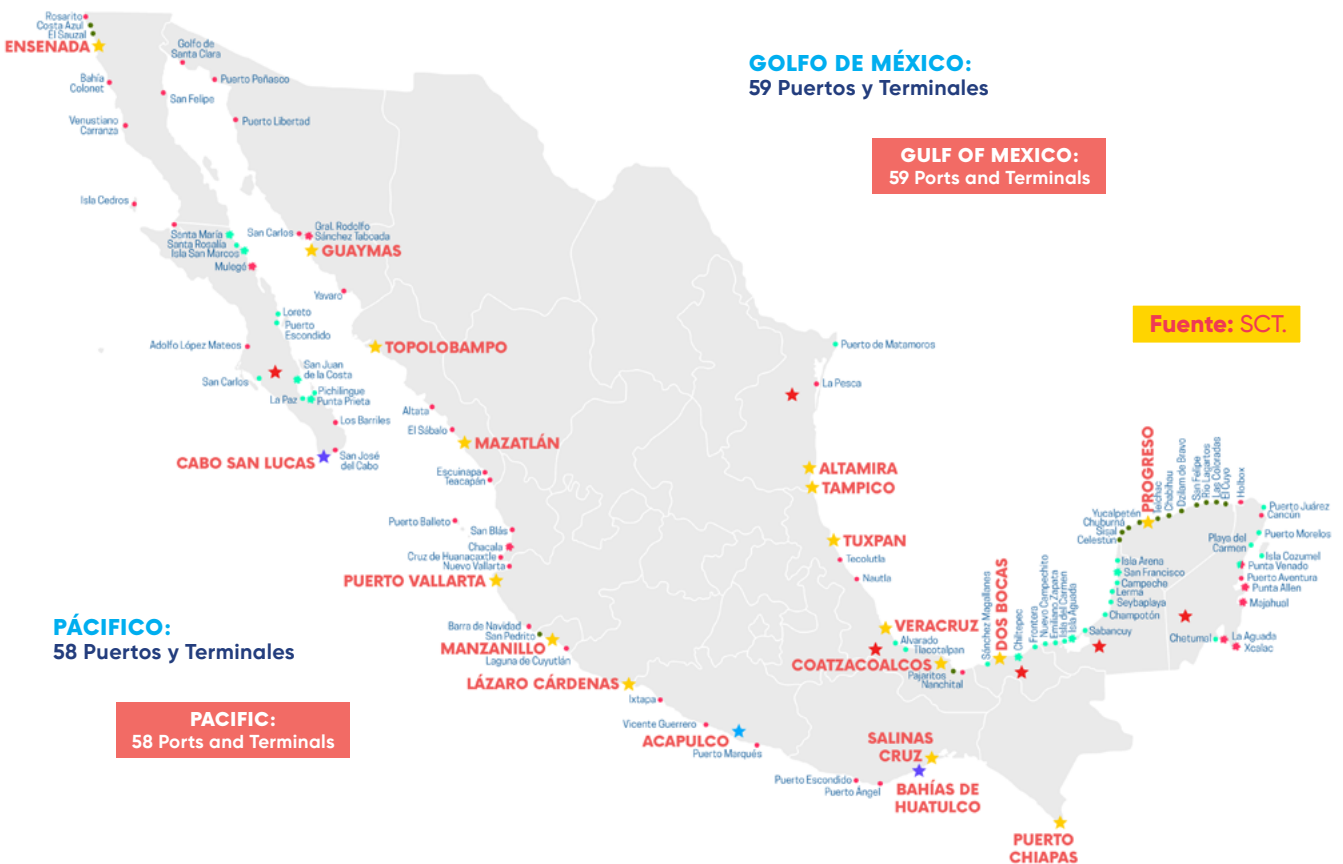 Rosarito
Costa Azul
El Sauzal
ENSENADA
Bahía
Colonet
Venustiano
Carranza
Golfo de
Santa Clara
Puerto Peñasco
San Felipe
Puerto Libertad
Isla Cedros
Santa María
Santa Rosalía
Isla San Marcos
Mulegé
San Carlos
Gral. Rodolfo
Sánchez Taboada
GUAYMAS
Yavaro
Loreto
Puerto
Escondido
Adolfo López Mateos
TOPOLOBAMPO
San Carlos
San Juan
de la Costa
Pichilingue
La Paz
Punta Prieta
Los Barriles
CABO SAN LUCAS
San José
del Cabo
Altata
El Sábalo
MAZATLÁN
Escuinapa
Teacapán
Puerto Balleto
San Blás
Chacala
Cruz de Huanacaxtle
Nuevo Vallarta
PUERTO VALLARTA
Barra de Navidad
San Pedrito
MANZANILLO
Laguna de Cuyutlán
LÁZARO CÁRDENAS
Ixtapa
Vicente Guerrero
ACAPULCO
Puerto Marqués
Puerto Escondido
Puerto Ángel
SALINAS
CRUZ
BAHÍAS DE
HUATULCO
PUERTO
CHIAPAS
PÁCIFICO:
58 Puertos y Terminales
PACIFIC:
58 Ports and Terminals
GOLFO DE MÉXICO:
59 Puertos y Terminales
GULF OF MEXICO:
59 Ports and Terminals
Fuente: SCT.
Puerto de Matamoros
La Pesca
ALTAMIRA
TAMPICO
TUXPAN
Tecolutla
Nautla
VERACRUZ
Alvarado
Tlacotalpan
COATZACOALCOS
Pajaritos
Nanchital
Sánchez Magallanes
DOS BOCAS
Chiltepec
Frontera
Nuevo Campechito
Emiliano Zapata
Isla del Carmen
Isla Aguada
Sabancuy
Champotón
Seybaplaya
Lerma
Campeche
San Francisco
Isla Arena
Celestún
Sisal
Chuburná
Yucalpetén
PROGRESO
Telchac
Chabihau
Dzilam de Bravo
San Felipe
Río Lagartos
Las Coloradas
El Cuyo
Holbox
Puerto Juárez
Cancún
Puerto Morelos
Playa del
Carmen
Isla Cozumel
Punta Venado
Puerto Aventura
Punta Allen
Majahual
Chetumal
La Aguada
Xcalac